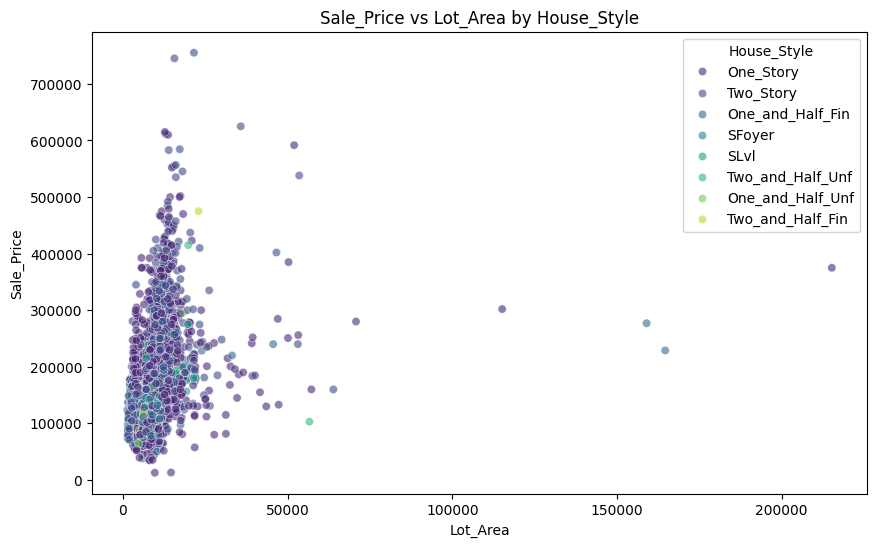 Sale_Price vs Lot_Area by House_Style
House_Style
One_Story
Two_Story
One_and_Half_Fin
SFoyer
SLvl
Two_and_Half_Unf
One_and_Half_Unf
Two_and_Half_Fin
Sale_Price
700000
600000
500000
400000
300000
200000
100000
0
0 50000 100000 150000 200000
Lot_Area